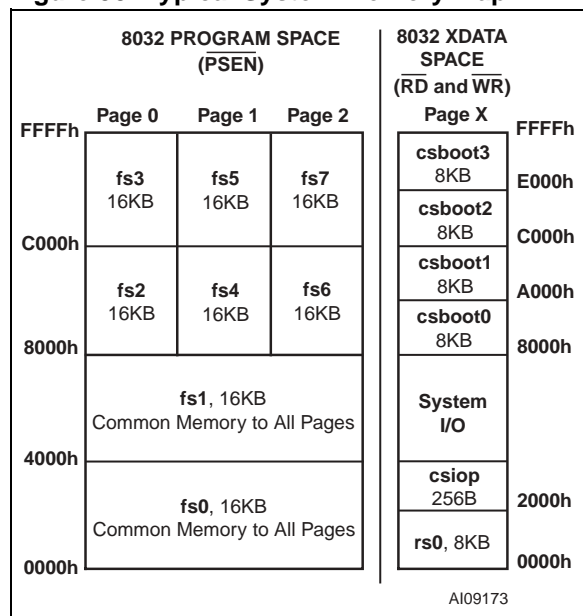 8032 PROGRAM SPACE
(PSEN)
8032 XDATA
SPACE
(RD and WR)
Page 0 Page 1 Page 2
Page X
FFFFh
FFFFh
fs3
16KB
fs5
16KB
fs7
16KB
csboot3
8KB
E000h
csboot2
8KB
C000h
C000h
fs2
16KB
fs4
16KB
fs6
16KB
csboot1
8KB
A000h
csboot0
8KB
8000h
8000h
fs1, 16KB
Common Memory to All Pages
System
I/O
4000h
fs0, 16KB
Common Memory to All Pages
csiop
256B
2000h
rs0, 8KB
0000h
0000h
AI09173